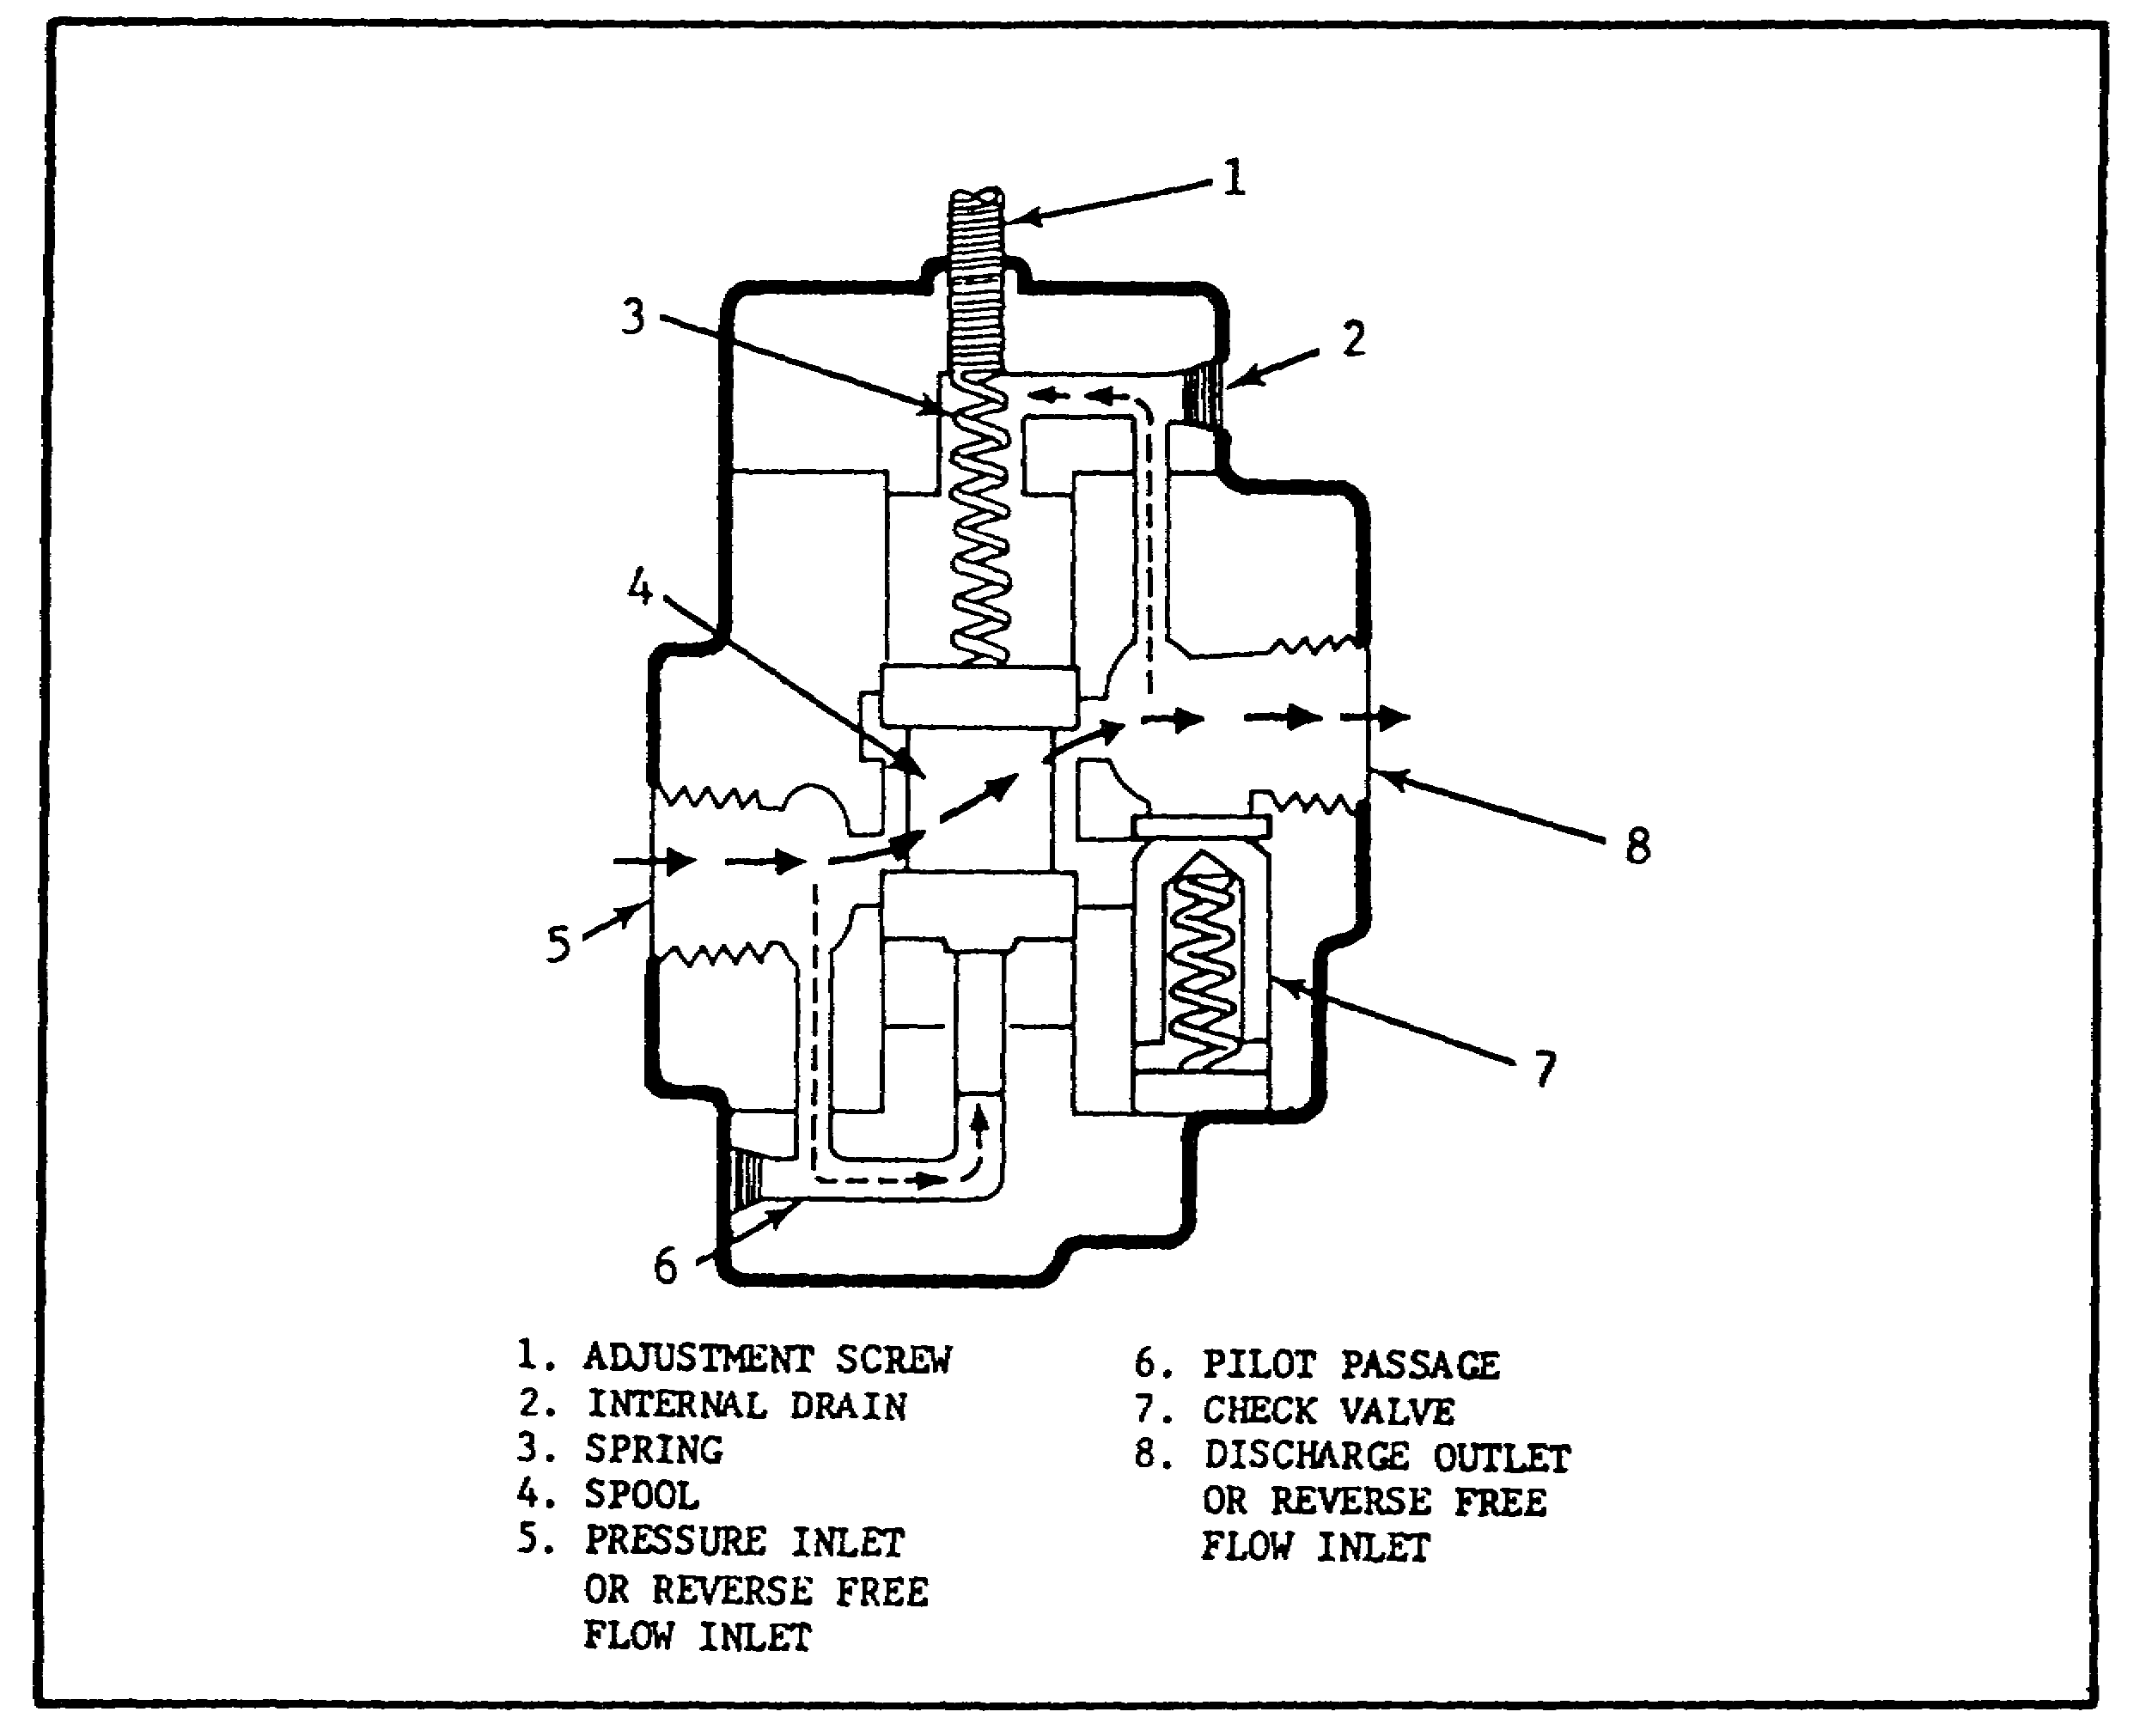 1
3
2
4
8
5
7
6
1. ADJUSTMENT SCREW
2. INTERNAL DRAIN
3. SPRING
4. SPOOL
5. PRESSURE INLET
OR REVERSE FREE
FLOW INLET
6. PILOT PASSAGE
7. CHECK VALVE
8. DISCHARGE OUTLET
OR REVERSE FREE
FLOW INLET